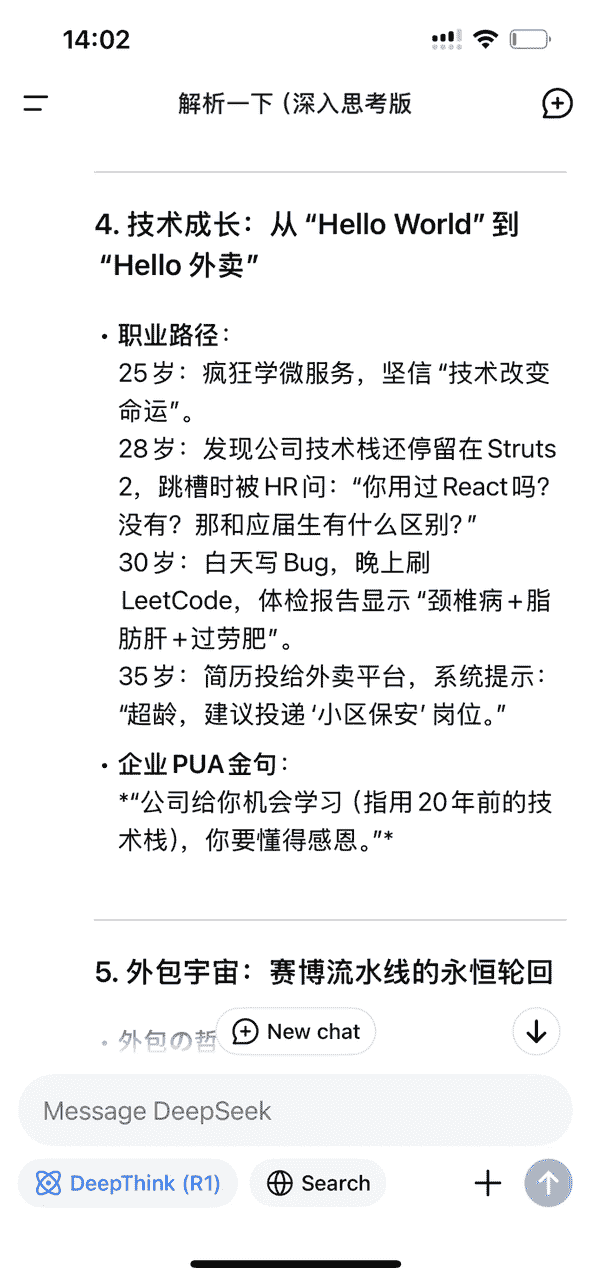 14:02
解析一下（深入思考版
4. 技术成长：从 “Hello World” 到
“Hello 外卖”
• 职业路径：
25岁：疯狂学微服务，坚信“技术改变
命运”。
28岁：发现公司技术栈还停留在Struts
2，跳槽时被HR问：“你用过React吗？
没有？那和应届生有什么区别？”
30岁：白天写Bug，晚上刷
LeetCode，体检报告显示“颈椎病+脂
肪肝+过劳肥”。
35岁：简历投给外卖平台，系统提示：
“超龄，建议投递‘小区保安’岗位。”
• 企业PUA金句：
*“公司给你机会学习（指用20年前的技
术栈），你要懂得感恩。”*
5. 外包宇宙：赛博流水线的永恒轮回
• 外包の哲
New chat
Message DeepSeek
DeepThink (R1)
Search